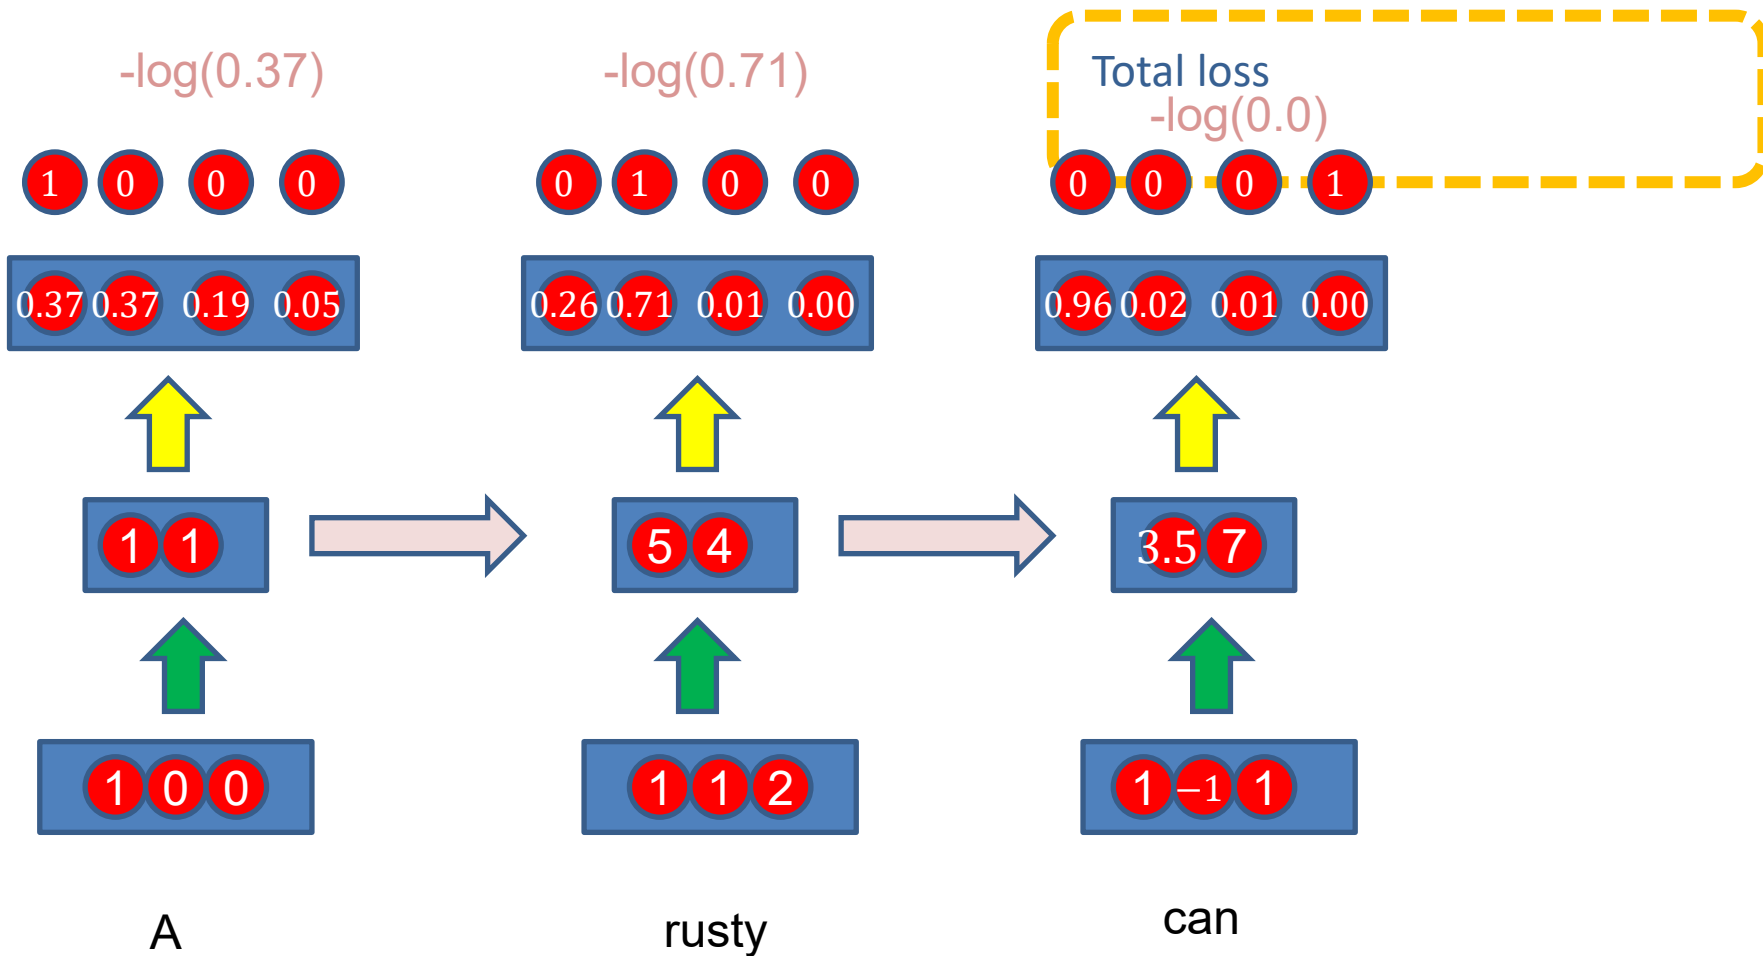 -log(0.37) -log(0.71) Total loss
-log(0.0)
1 0 0 0 0 1 0 0 0 0 0 1
0.37 0.37 0.19 0.05 0.26 0.71 0.01 0.00 0.96 0.02 0.01 0.00
1 1 5 4 3.5 7
1 0 0 1 1 2 1 −1 1
A rusty can